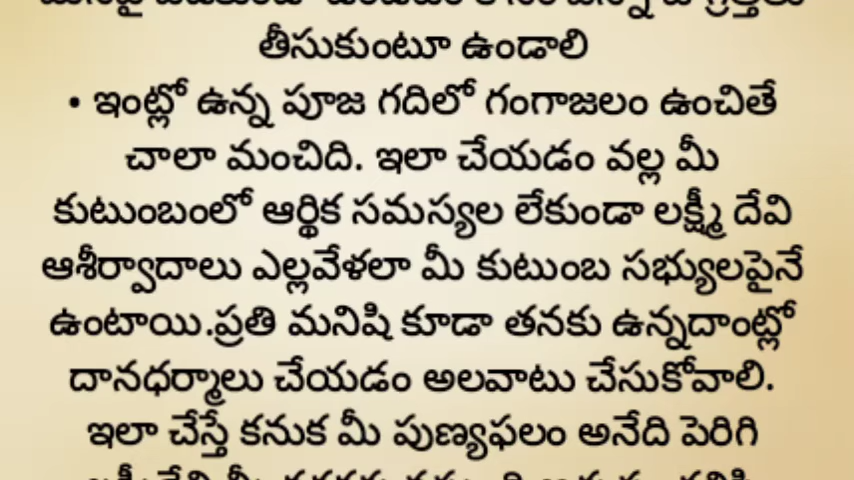 తీసుకుంటూ ఉండాలి
• ఇంట్లో ఉన్న పూజ గదిలో గంగాజలం ఉంచితే
చాలా మంచిది. ఇలా చేయడం వల్ల మీ
కుటుంబంలో ఆర్థిక సమస్యల లేకుండా లక్ష్మీ దేవి
ఆశీర్వాదాలు ఎల్లవేళలా మీ కుటుంబ సభ్యులపైనే
ఉంటాయి.ప్రతి మనిషి కూడా తనకు ఉన్నదాంట్లో
దానధర్మాలు చేయడం అలవాటు చేసుకోవాలి.
ఇలా చేస్తే కనుక మీ పుణ్యఫలం అనేది పెరిగి